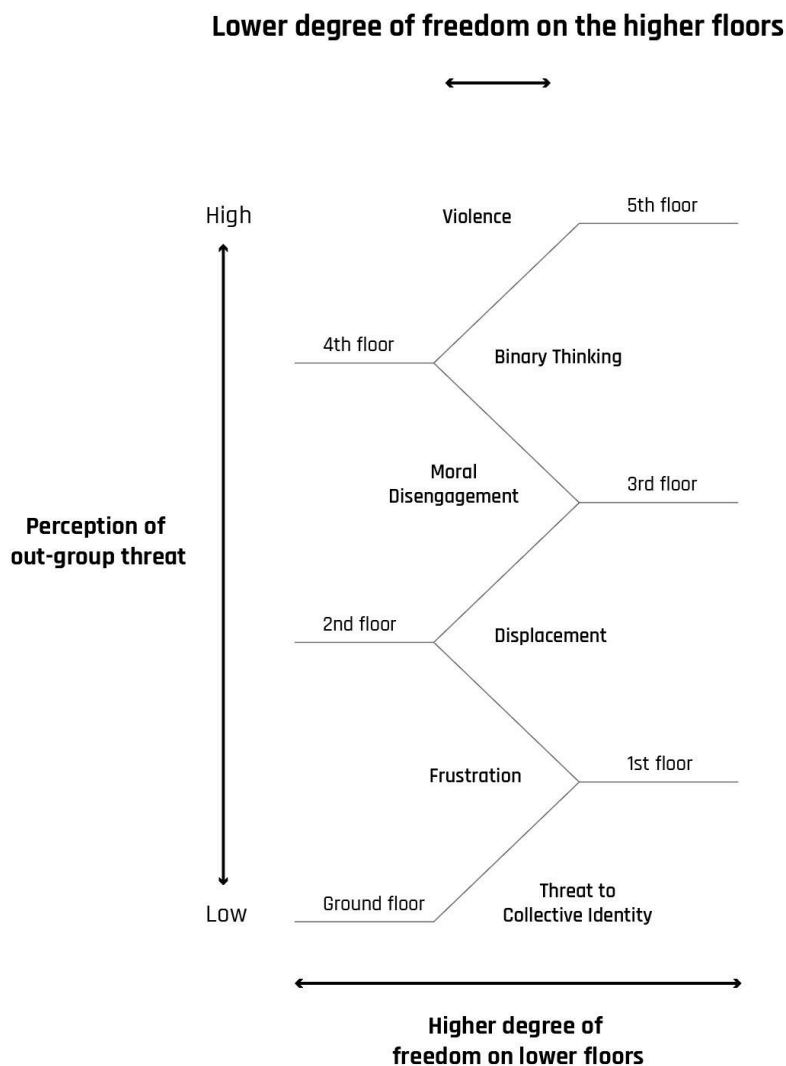 Lower degree of freedom on the higher floors
High
Violence
5th floor
4th floor
Binary Thinking
Moral
Disengagement
3rd floor
Perception of
out-group threat
2nd floor
Displacement
Frustration
1st floor
Ground floor
Threat to
Collective Identity
Low
Higher degree of
freedom on lower floors